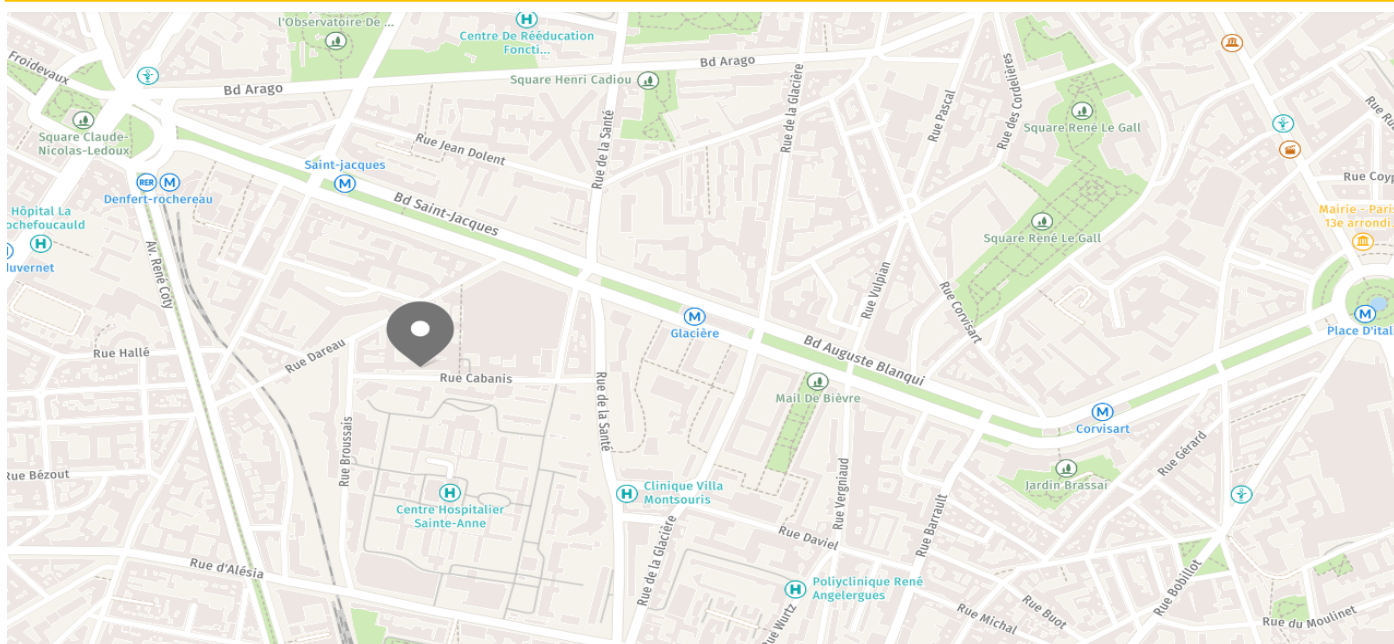 l'Observatoire De ...
Centre De Rééducation
Foncti...
Froidevaux
Bd Arago
Square Henri Cadiou
Bd Arago
Rue de la Glacière
Rue Pascal
Rue des Cordelières
Square René Le Gall
Square Claude-
Nicolas-Ledoux
Rue Jean Dolent
Rue de la Santé
Saint-jacques
M
RER M
Denfert-rochereau
Rue Coyp
Hôpital La
ochefoucauld
H
uvernet
Bd Saint-Jacques
Mairie - Paris
13e arrondi.
Square René Le Gall
Av. René Coty
Rue Vulpian
Rue Corvisart
M
Glacière
M
Place D'ital
Rue Hallé
Rue Dareau
Bd Auguste Blanqui
Rue Cabanis
Mail De Bièvre
Rue de la Santé
M
Corvisart
Rue Broussais
Rue Gérard
Rue Bézout
Jardin Brassai
H
Centre Hospitalier
Sainte-Anne
H
Clinique Villa
Montsouris
Rue Vergniaud
Rue Barrault
Rue Daviel
Rue d'Alésia
Rue de la Glacière
H
Polyclinique René
Angelergues
Rue Wurtz
Rue Michal
Rue Buot
Rue Bobillot
Rue du Moulinet